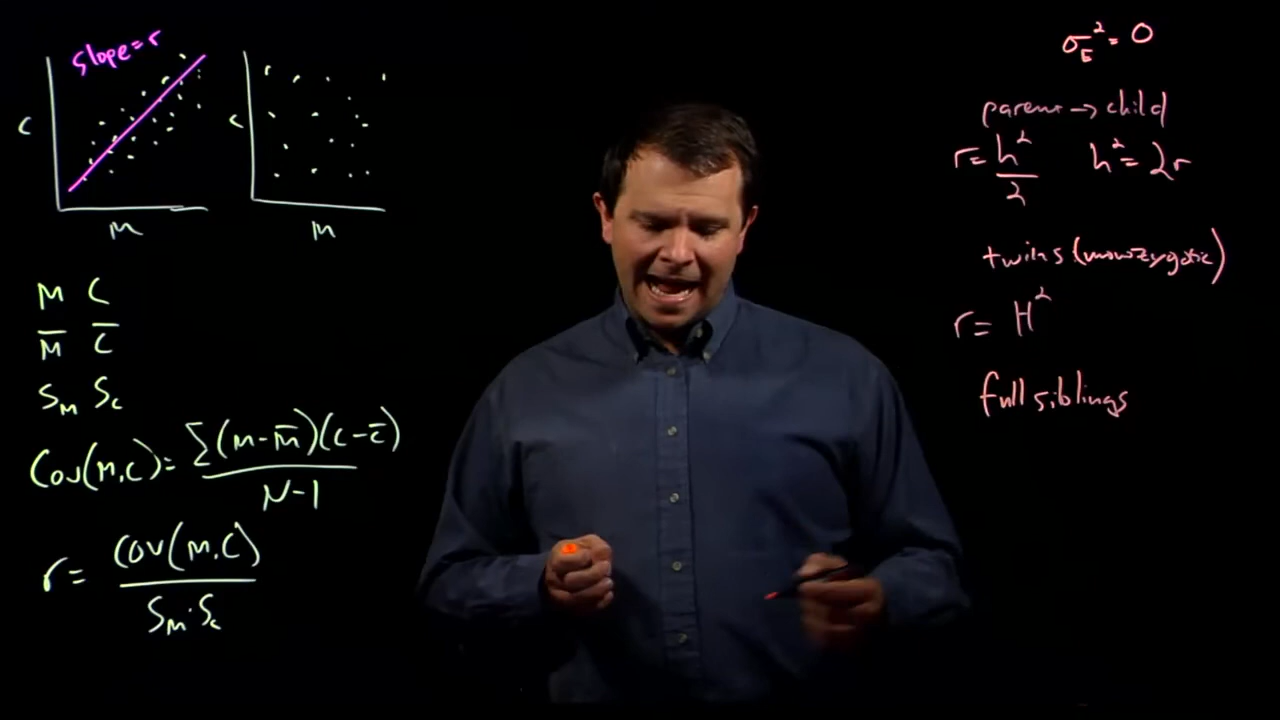 slope=r
C
M
C
M
M C
M̅ C̅
S_M S_c
Cov(M,C)= Σ(M-M̅)(C-C̅)
N-1
r= Cov(M,C)
S_M·S_c
σ_E²=0
parent→child
r=h²/2 h²=2r
twins (monozygotic)
r= H²
full siblings